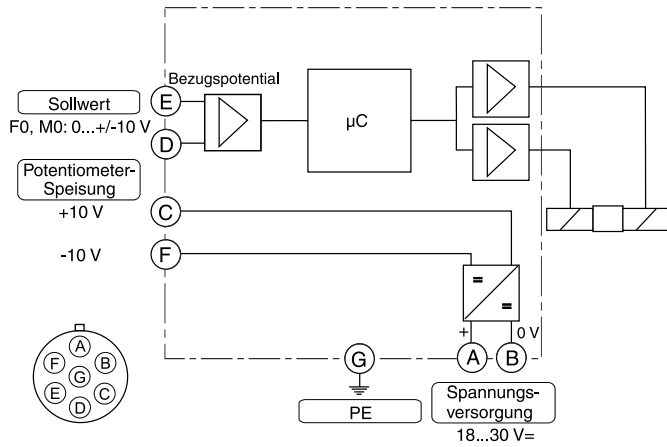 Bezugspotential
E
Sollwert
F0, M0: 0...+/-10 V
D
µC
Potentiometer-
Speisung
+10 V
C
-10 V
F
=
=
+
0 V
G
A
B
PE
Spannungs-
versorgung
18...30 V=
A
F
B
G
E
C
D